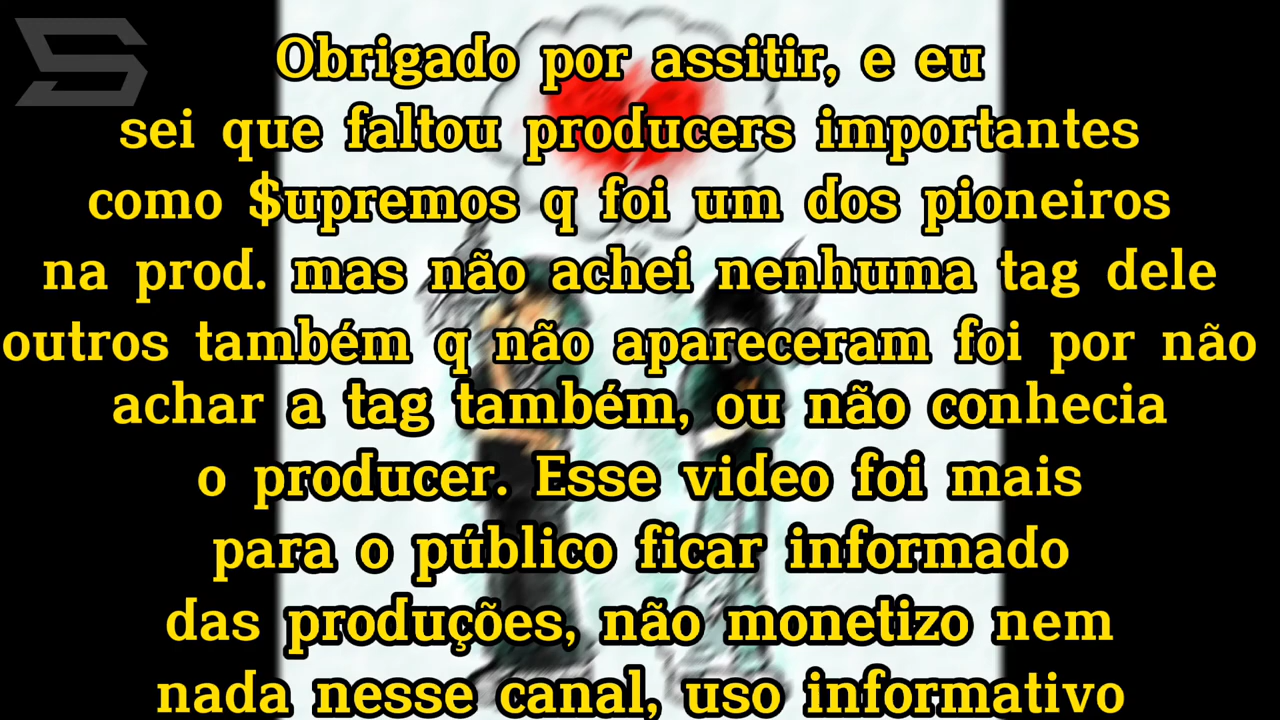 Obrigado por assitir, e eu
sei que faltou producers importantes
como $upremos q foi um dos pioneiros
na prod. mas não achei nenhuma tag dele
outros também q não apareceram foi por não
achar a tag também, ou não conhecia
o producer. Esse video foi mais
para o público ficar informado
das produções, não monetizo nem
nada nesse canal, uso informativo